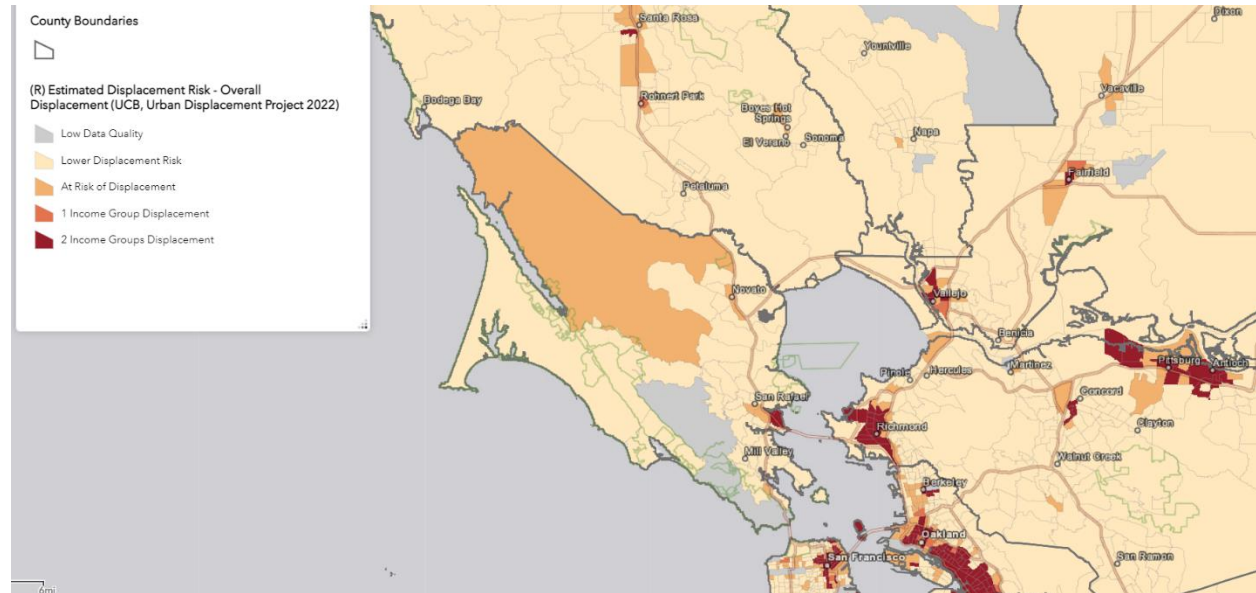 County Boundaries
(R) Estimated Displacement Risk - Overall
Displacement (UCB, Urban Displacement Project 2022)
Low Data Quality
Lower Displacement Risk
At Risk of Displacement
1 Income Group Displacement
2 Income Groups Displacement
Santa Rosa
Dixon
Yountville
Bodega Bay
Rohnert Park
Vacaville
Boyes Hot
Springs
El Verano
Sonoma
Napa
Petaluma
Fairfield
Novato
Vallejo
Benicia
Pinole
Hercules
Martinez
Pittsburg
Antioch
Concord
San Rafael
Richmond
Clayton
Mill Valley
Walnut Creek
Berkeley
Oakland
San Francisco
San Ramon
6mi